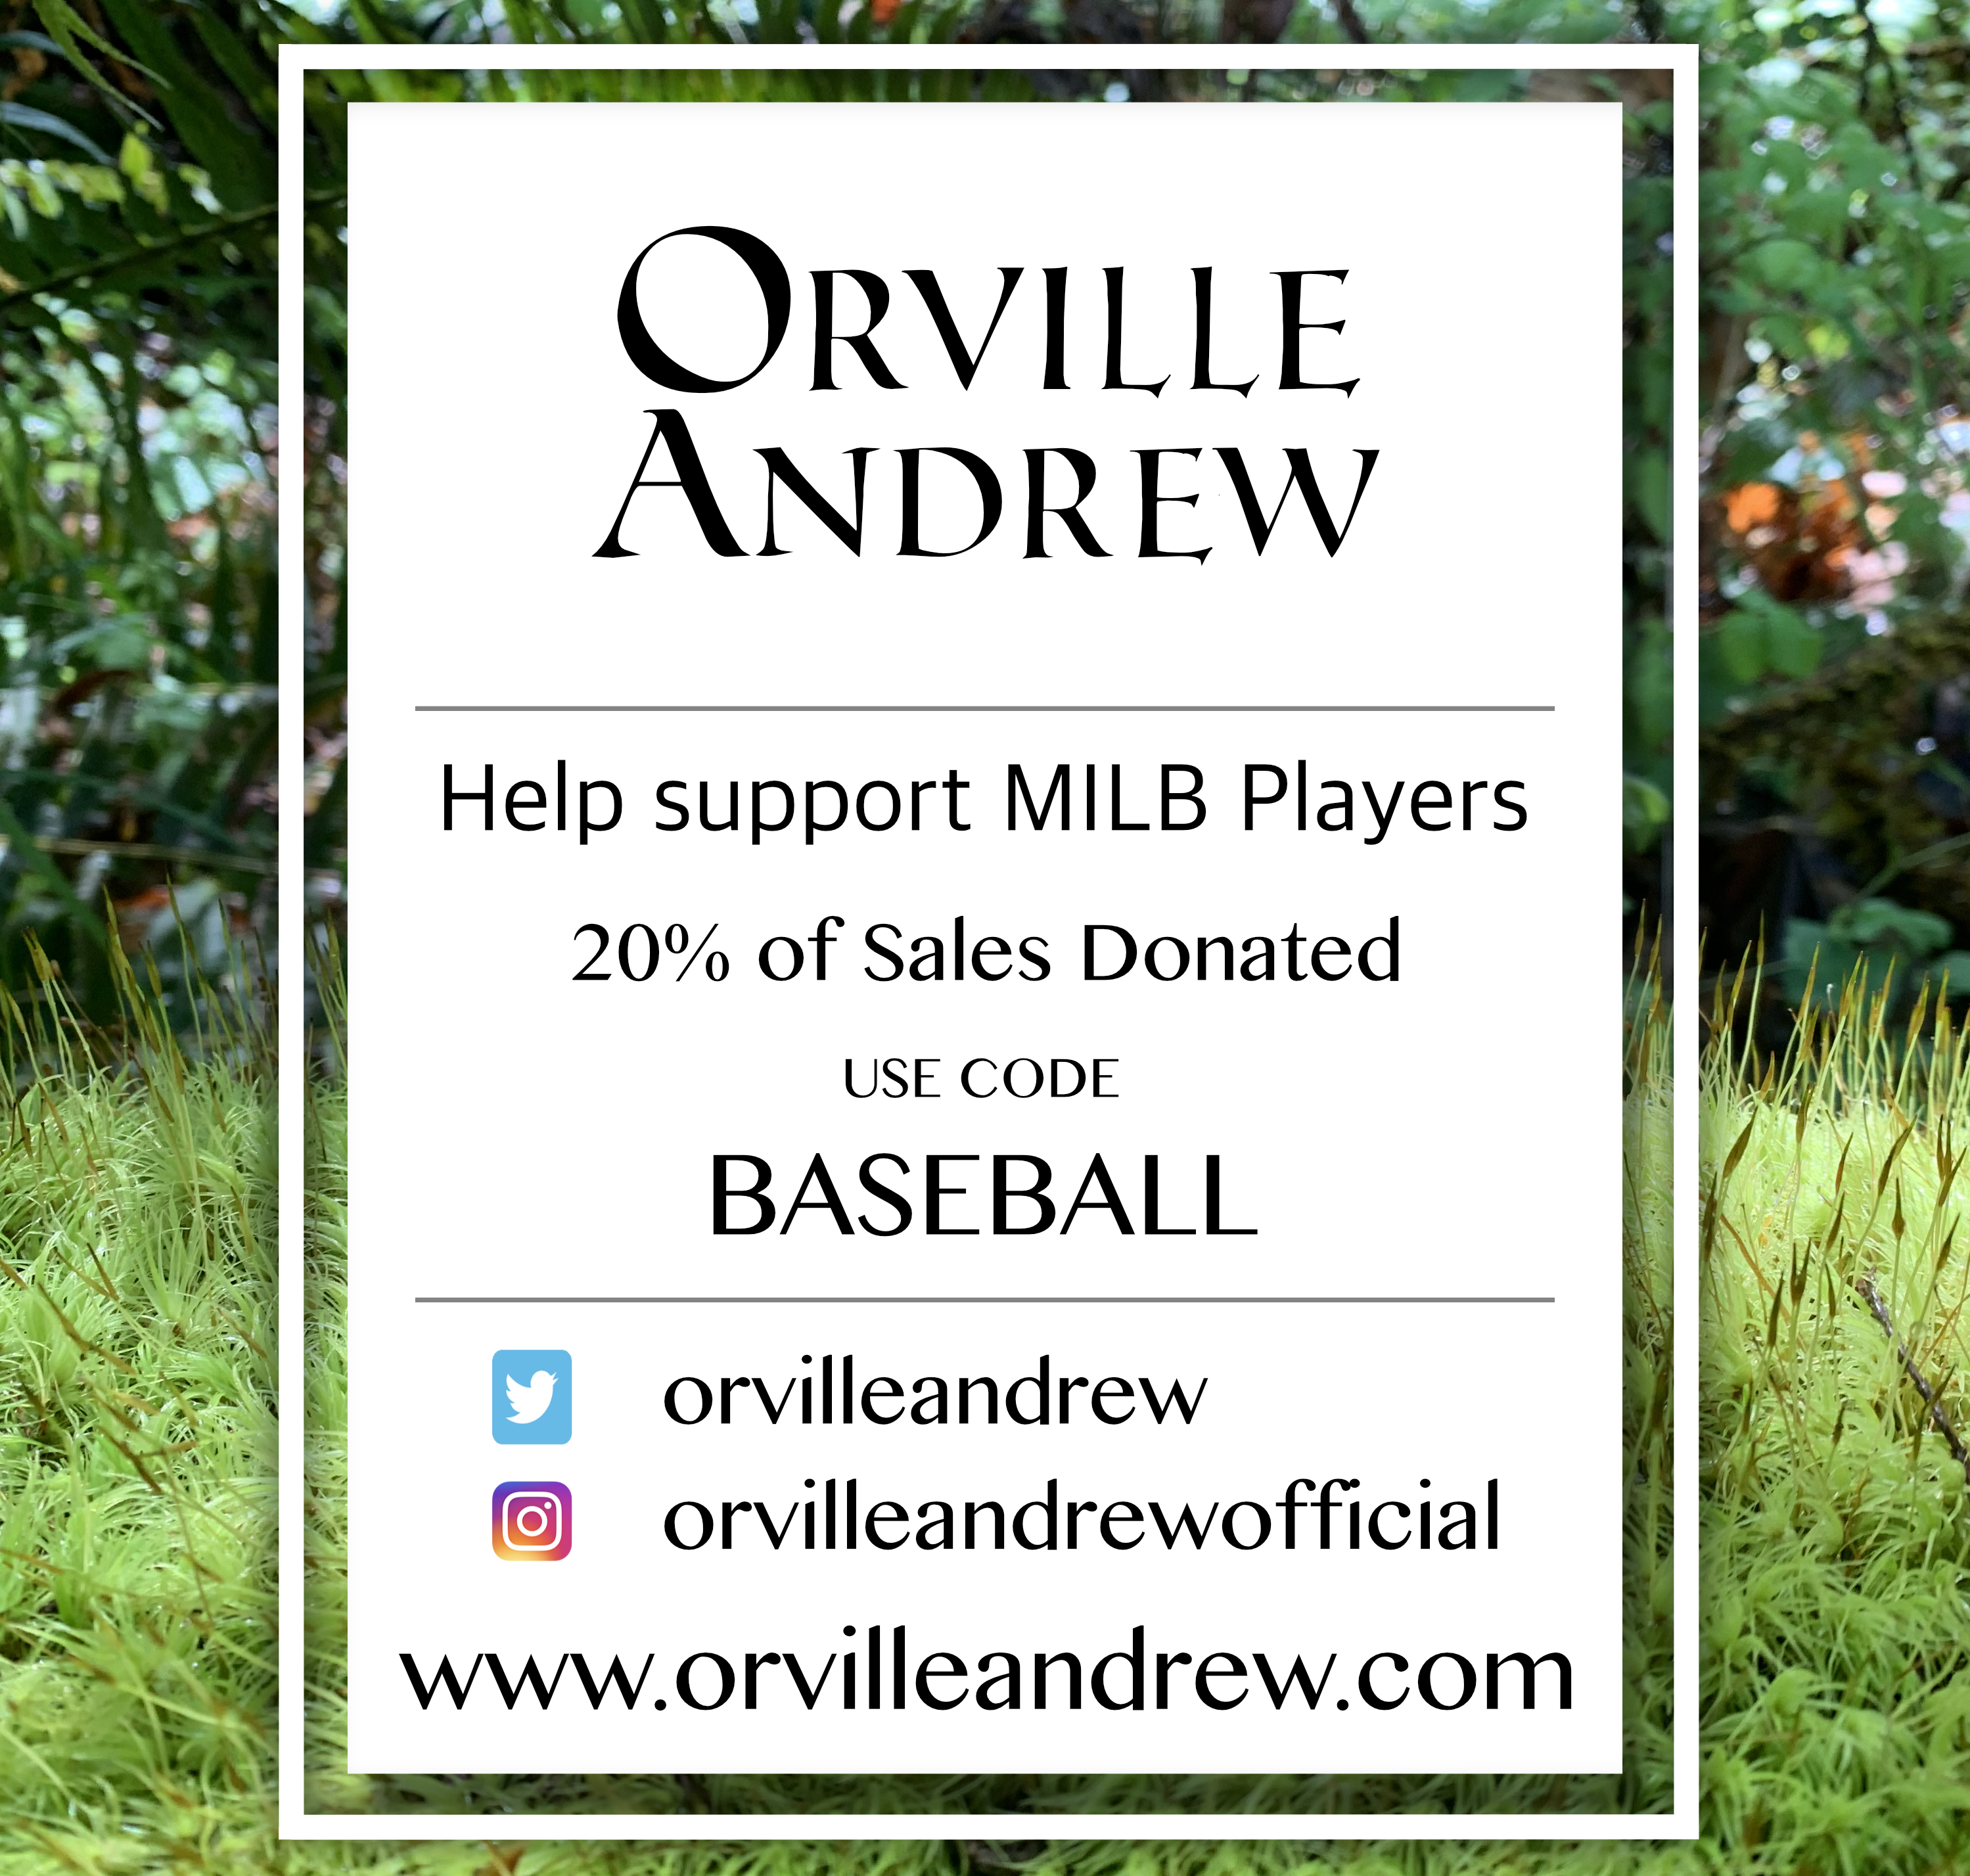 ORVILLE
ANDREW
Help support MILB Players
20% of Sales Donated
USE CODE
BASEBALL
orvilleandrew
orvilleandrewofficial
www.orvilleandrew.com